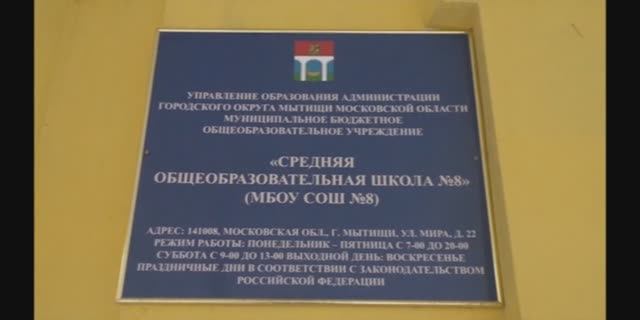 УПРАВЛЕНИЕ ОБРАЗОВАНИЯ АДМИНИСТРАЦИИ
ГОРОДСКОГО ОКРУГА МЫТИЩИ МОСКОВСКОЙ ОБЛАСТИ
МУНИЦИПАЛЬНОЕ БЮДЖЕТНОЕ
ОБЩЕОБРАЗОВАТЕЛЬНОЕ УЧРЕЖДЕНИЕ
«СРЕДНЯЯ
ОБЩЕОБРАЗОВАТЕЛЬНАЯ ШКОЛА №8»
(МБОУ СОШ №8)
АДРЕС: 141008, МОСКОВСКАЯ ОБЛ., Г. МЫТИЩИ, УЛ. МИРА, Д. 22
РЕЖИМ РАБОТЫ: ПОНЕДЕЛЬНИК – ПЯТНИЦА С 7-00 ДО 20-00
СУББОТА С 9-00 ДО 13-00 ВЫХОДНОЙ ДЕНЬ: ВОСКРЕСЕНЬЕ
ПРАЗДНИЧНЫЕ ДНИ В СООТВЕТСТВИИ С ЗАКОНОДАТЕЛЬСТВОМ
РОССИЙСКОЙ ФЕДЕРАЦИИ